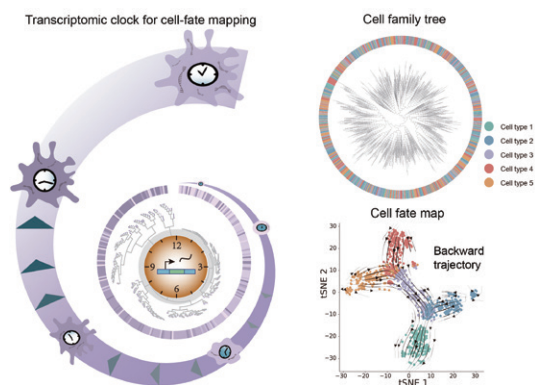 Transcriptomic clock for cell-fate mapping
12
9
3
6
Cell family tree
Cell type 1
Cell type 2
Cell type 3
Cell type 4
Cell type 5
Cell fate map
Backward
trajectory
tSNE 2
30
20
10
0
-10
-20
-30
-30
-20
-10
0
10
20
30
tSNE 1